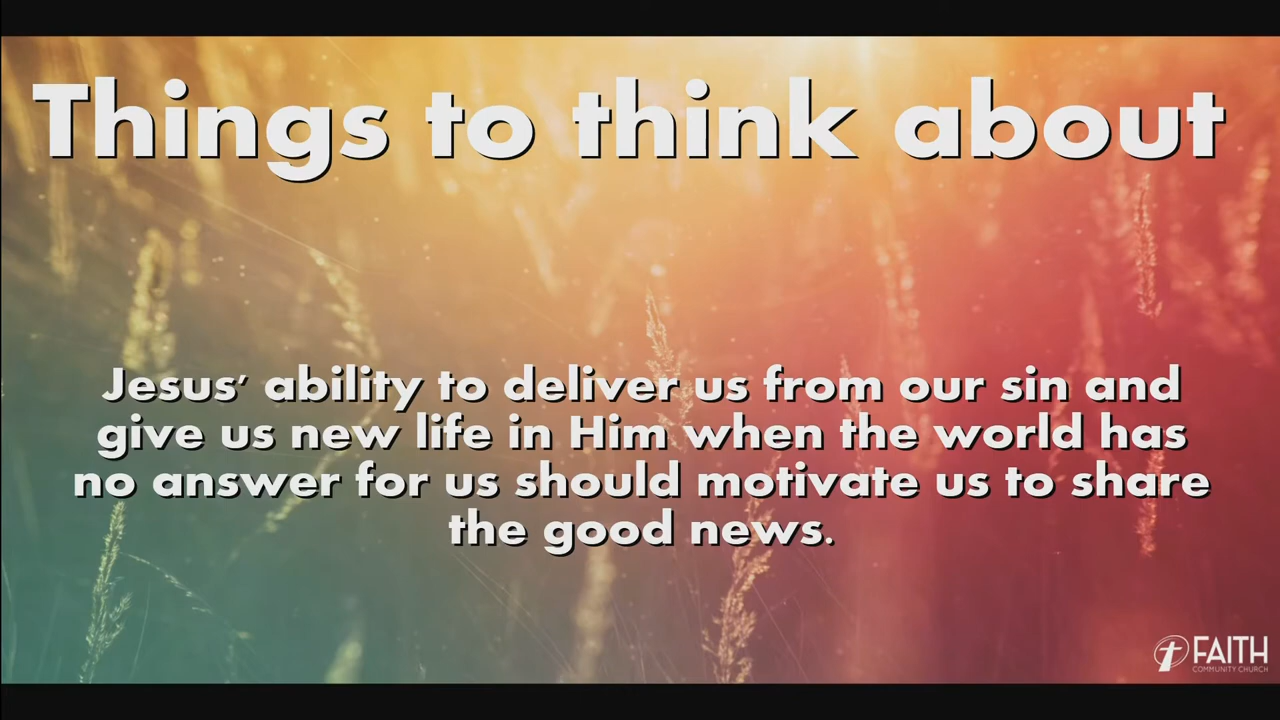 Things to think about
Jesus’ ability to deliver us from our sin and
give us new life in Him when the world has
no answer for us should motivate us to share
the good news.
FAITH
COMMUNITY CHURCH